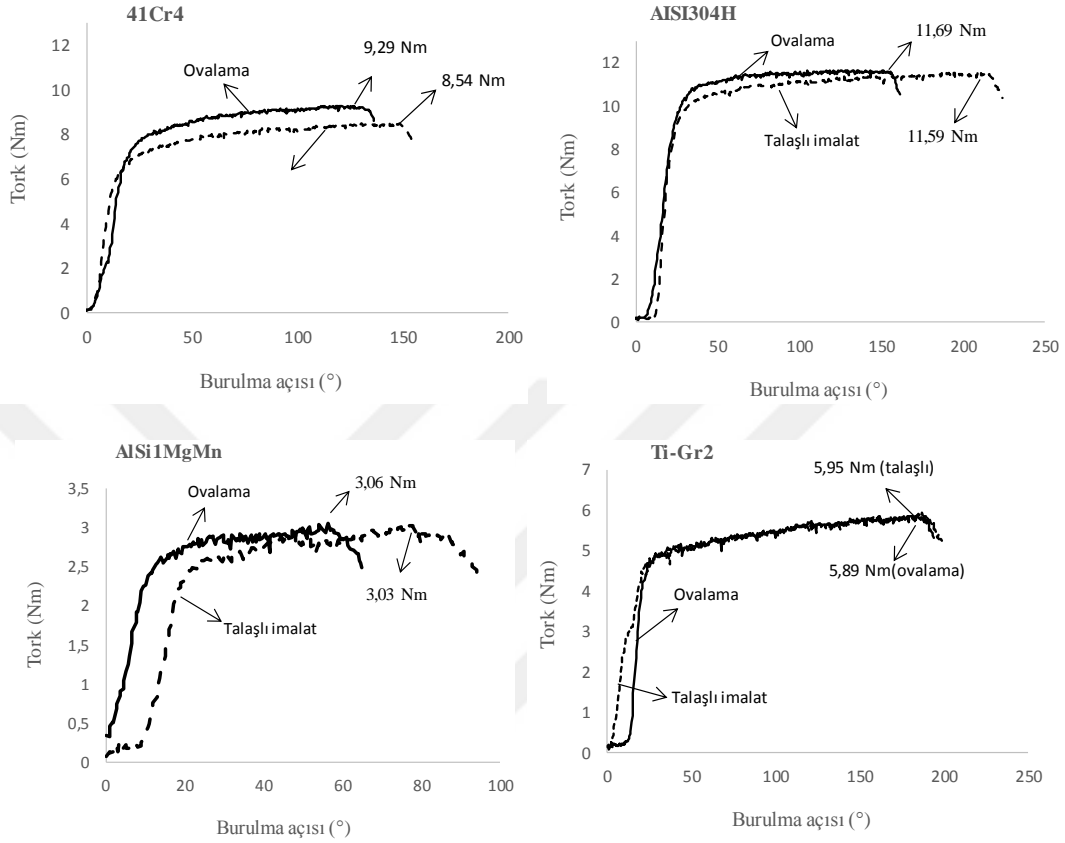 41Cr4
12
10
8
6
4
2
0
0
50
100
150
200
Tork (Nm)
Burulma açısı (°)
Ovalama
9,29 Nm
8,54 Nm
AISI304H
12
10
8
6
4
2
0
0
50
100
150
200
250
Tork (Nm)
Burulma açısı (°)
Ovalama
11,69 Nm
Talaşlı imalat
11,59 Nm
AlSi1MgMn
3,5
3
2,5
2
1,5
1
0,5
0
0
20
40
60
80
100
Tork (Nm)
Burulma açısı (°)
Ovalama
3,06 Nm
3,03 Nm
Talaşlı imalat
Ti-Gr2
7
6
5
4
3
2
1
0
0
50
100
150
200
250
Tork (Nm)
Burulma açısı (°)
5,95 Nm (talaşlı)
5,89 Nm(ovalama)
Ovalama
Talaşlı imalat